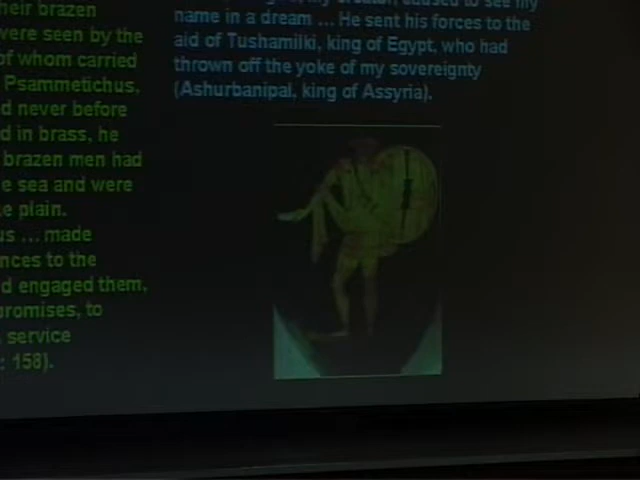 their brazen
were seen by the
of whom carried
Psammetichus,
d never before
d in brass, he
brazen men had
e sea and were
e plain.
us ... made
nces to the
d engaged them,
promises, to
service
: 158).
name in a dream ... He sent his forces to the
aid of Tushamilki, king of Egypt, who had
thrown off the yoke of my sovereignty
(Ashurbanipal, king of Assyria).